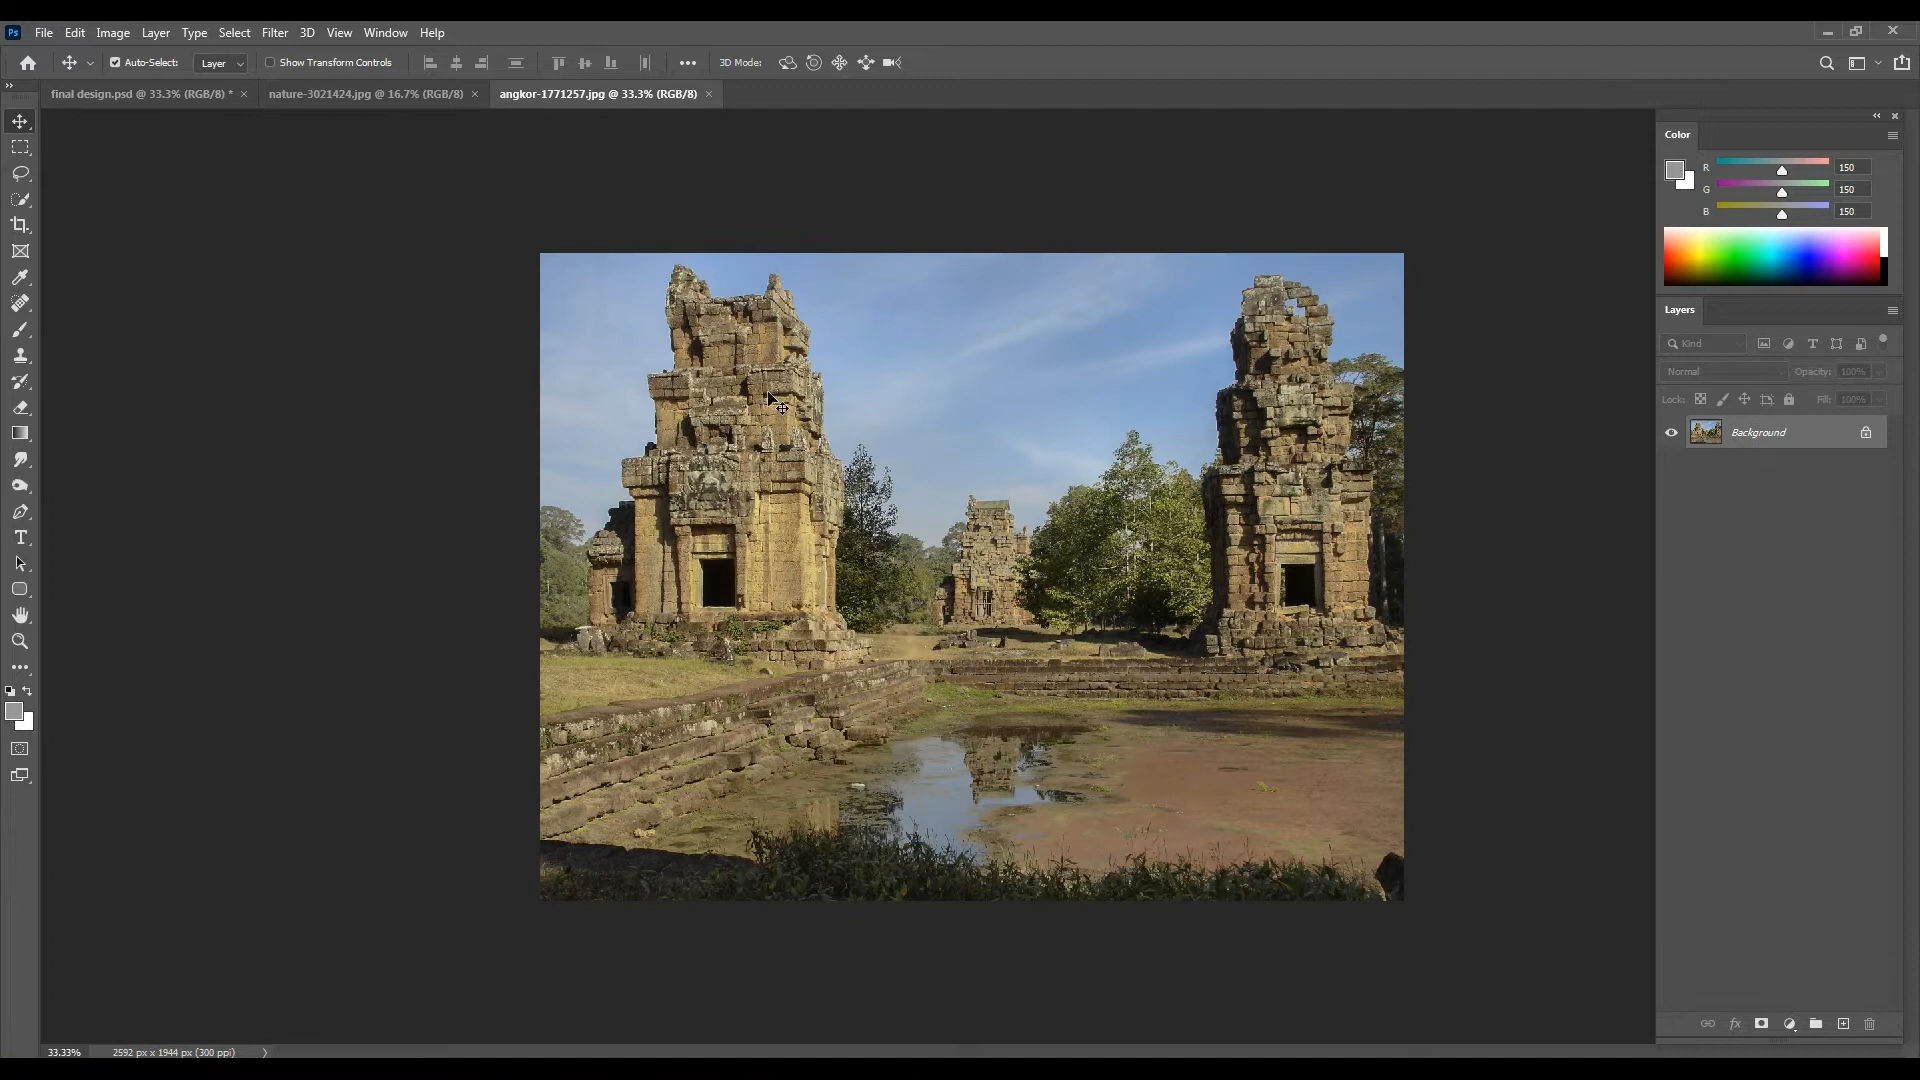 Ps File Edit Image Layer Type Select Filter 3D View Window Help
Auto-Select: Layer Show Transform Controls 3D Mode:
final design.psd @ 33.3% (RGB/8) * × nature-3021424.jpg @ 16.7% (RGB/8) × angkor-1771257.jpg @ 33.3% (RGB/8) ×
Color
R 150
G 150
B 150
Layers
Kind
Normal Opacity: 100%
Lock: Fill: 100%
Background
fx
33.33% 2592 px x 1944 px (300 ppi)